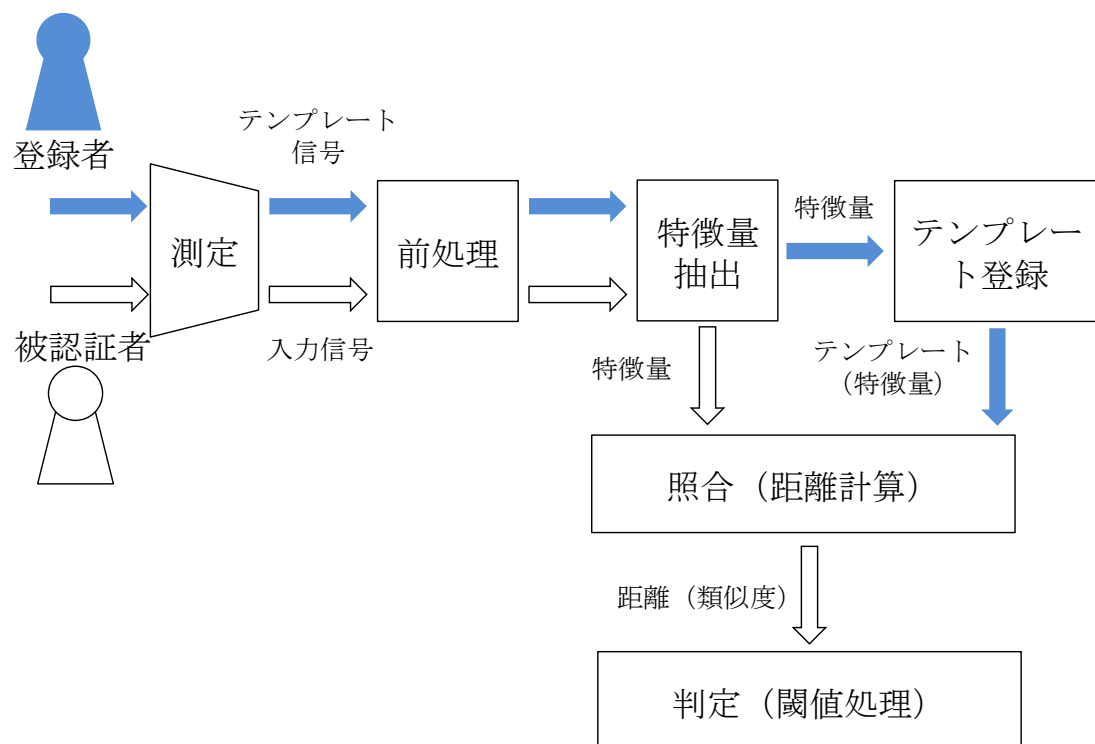 登録者
テンプレート
信号
測定
前処理
特徴量
抽出
特徴量
テンプレー
ト登録
被認証者
入力信号
特徴量
テンプレート
（特徴量）
照合（距離計算）
距離（類似度）
判定（閾値処理）